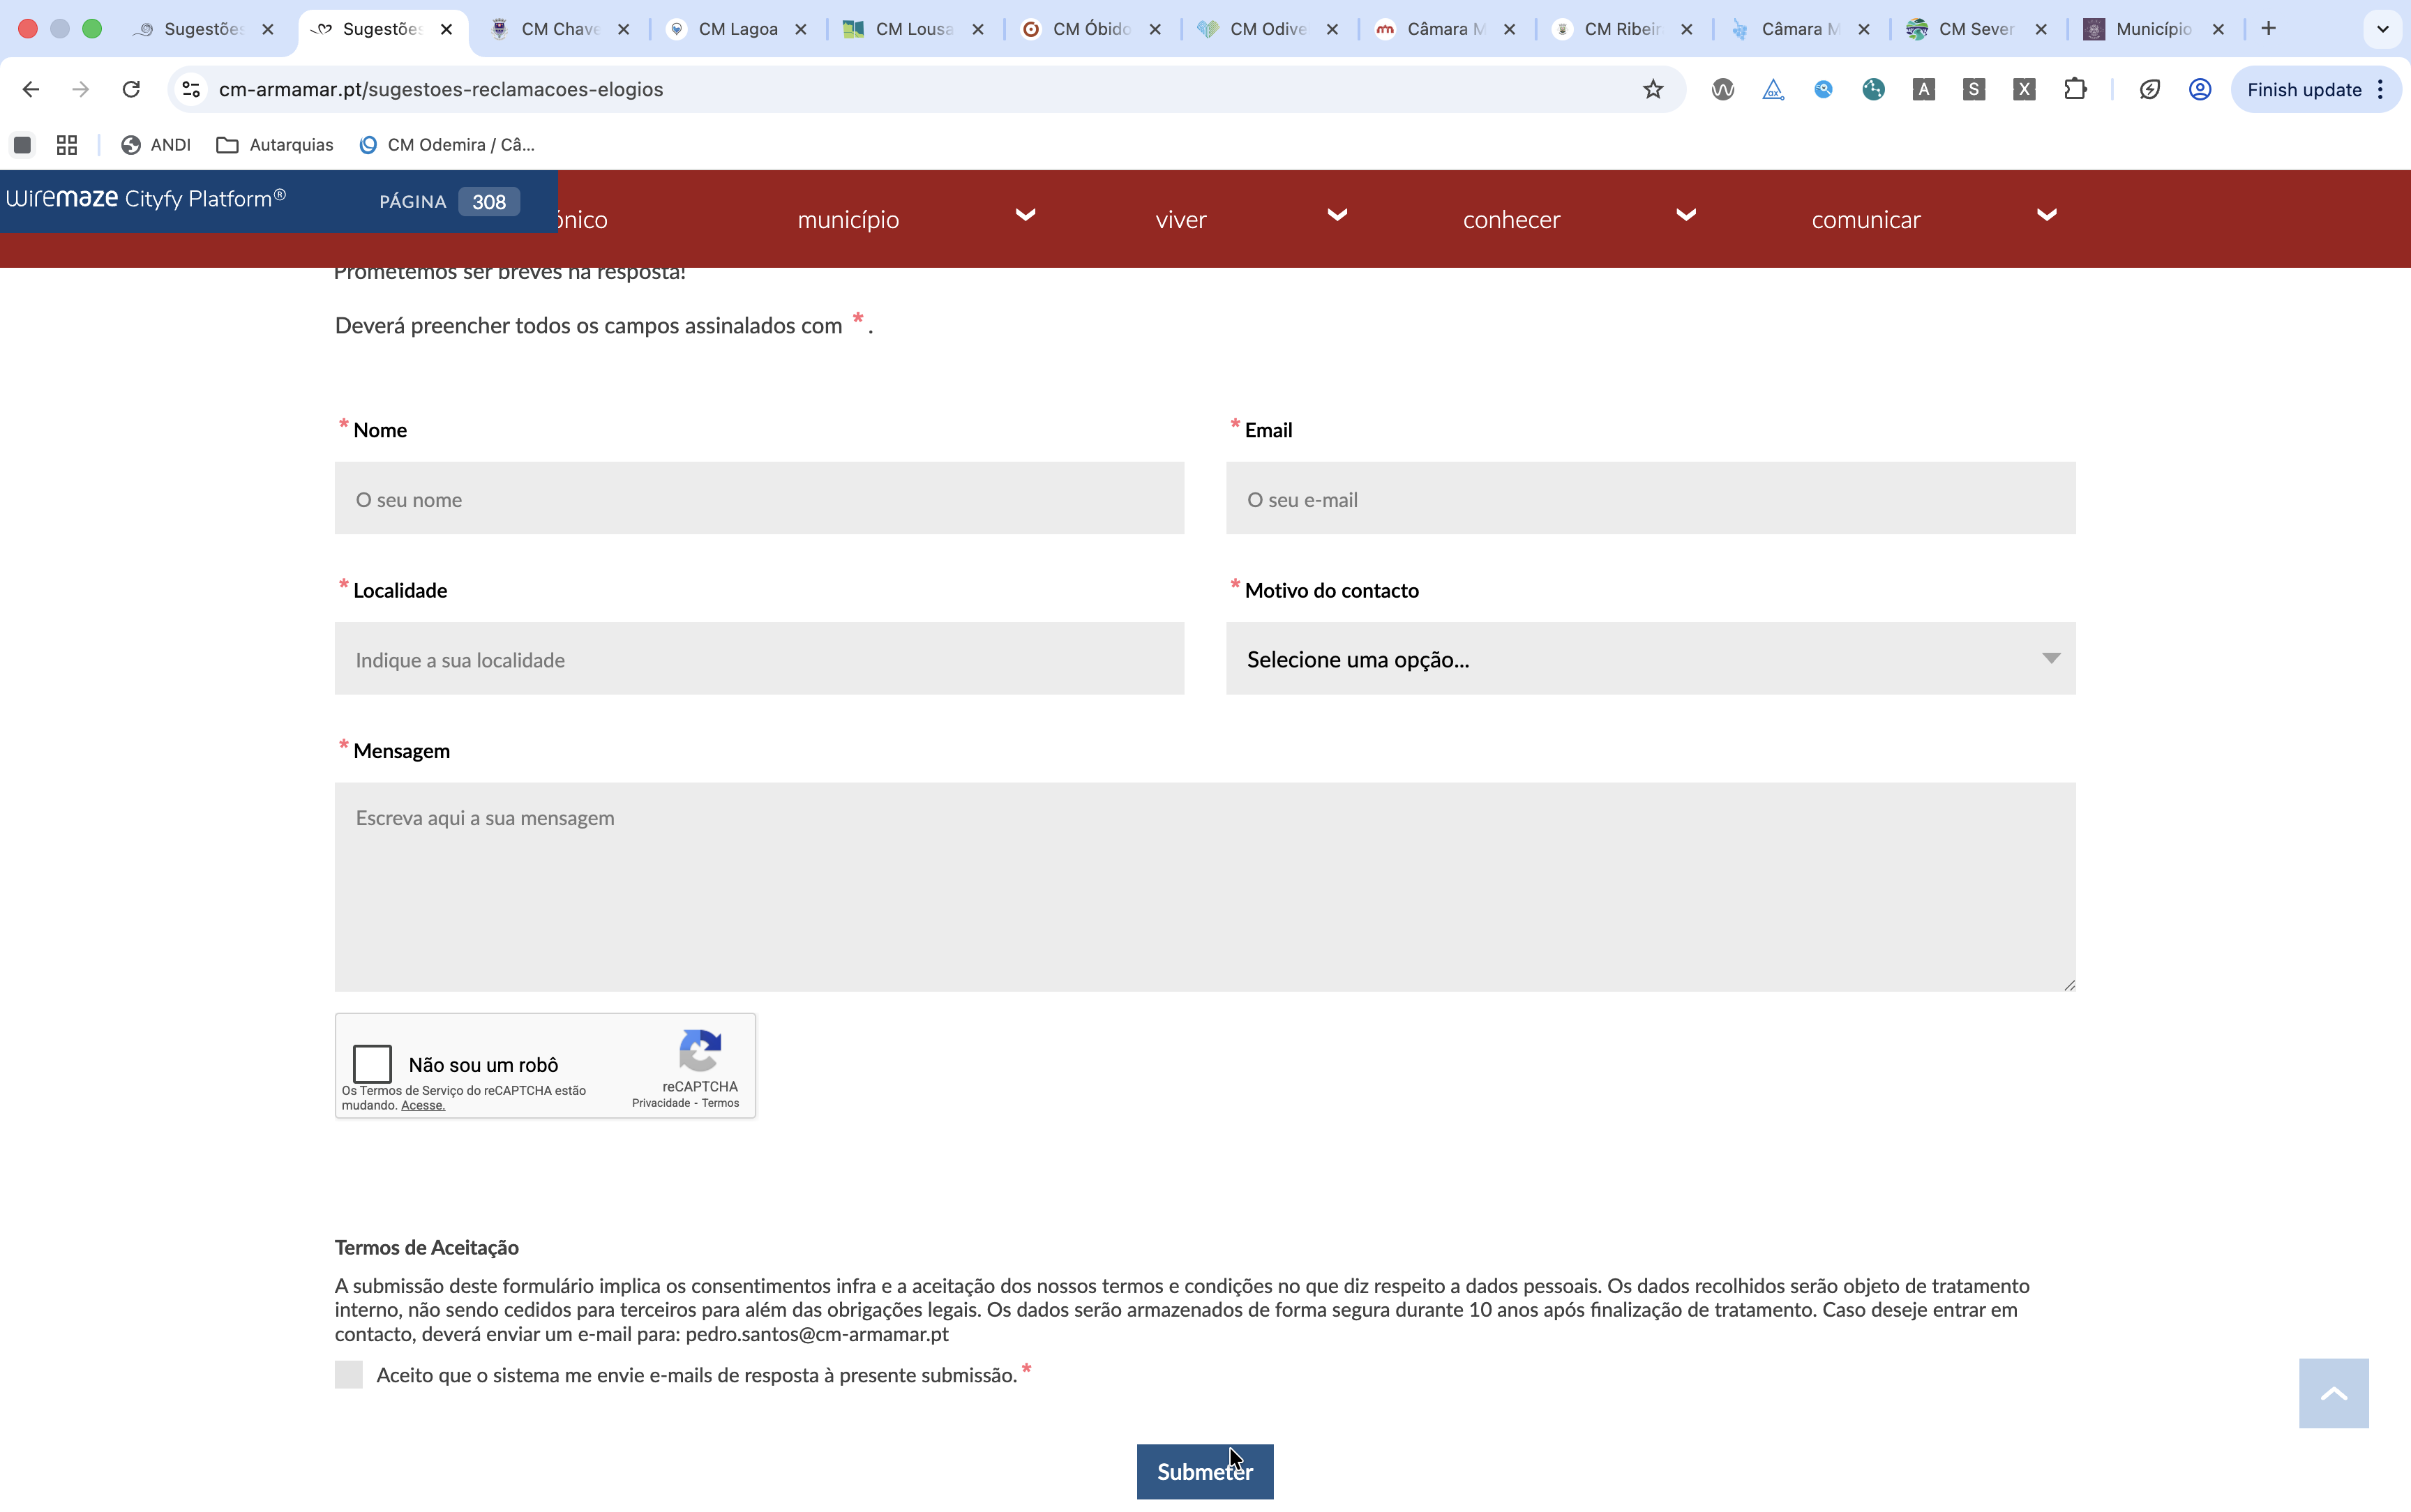 Sugestões
Sugestões
CM Chave
CM Lagoa
CM Lousa
CM Óbido
CM Odive
Câmara M
CM Ribeir
Câmara M
CM Sever
Município
cm-armamar.pt/sugestoes-reclamacoes-elogios
A
S
X
Finish update
ANDI
Autarquias
CM Odemira / Câ...
wiremaze Cityfy Platform®
PÁGINA 308
ónico
município
viver
conhecer
comunicar
Prometemos ser breves na resposta!
Deverá preencher todos os campos assinalados com * .
* Nome
* Email
O seu nome
O seu e-mail
* Localidade
* Motivo do contacto
Indique a sua localidade
Selecione uma opção...
* Mensagem
Escreva aqui a sua mensagem
Não sou um robô
Os Termos de Serviço do reCAPTCHA estão
mudando. Acesse.
reCAPTCHA
Privacidade - Termos
Termos de Aceitação
A submissão deste formulário implica os consentimentos infra e a aceitação dos nossos termos e condições no que diz respeito a dados pessoais. Os dados recolhidos serão objeto de tratamento
interno, não sendo cedidos para terceiros para além das obrigações legais. Os dados serão armazenados de forma segura durante 10 anos após finalização de tratamento. Caso deseje entrar em
contacto, deverá enviar um e-mail para: pedro.santos@cm-armamar.pt
Aceito que o sistema me envie e-mails de resposta à presente submissão. *
Submeter